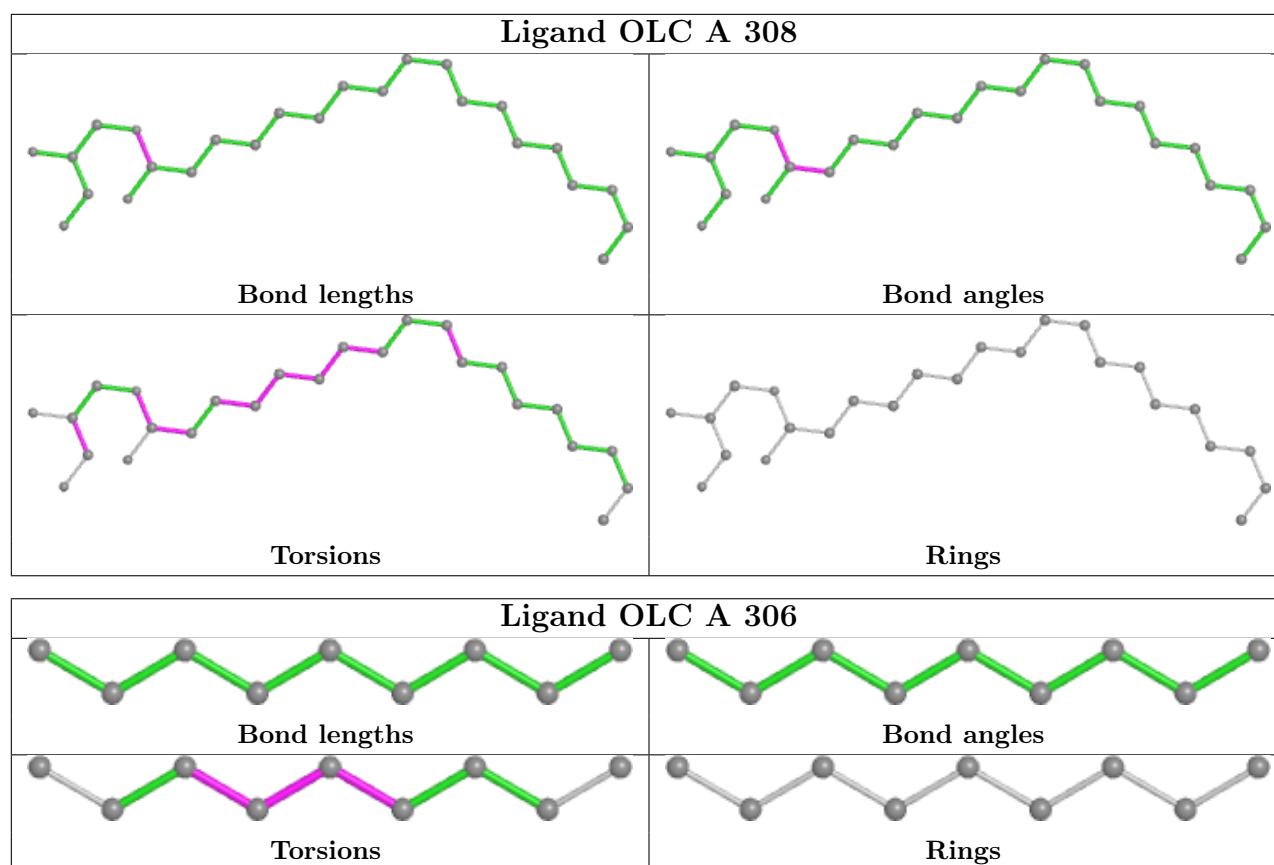 Ligand OLC A 308
Bond lengths
Bond angles
Torsions
Rings
Ligand OLC A 306
Bond lengths
Bond angles
Torsions
Rings